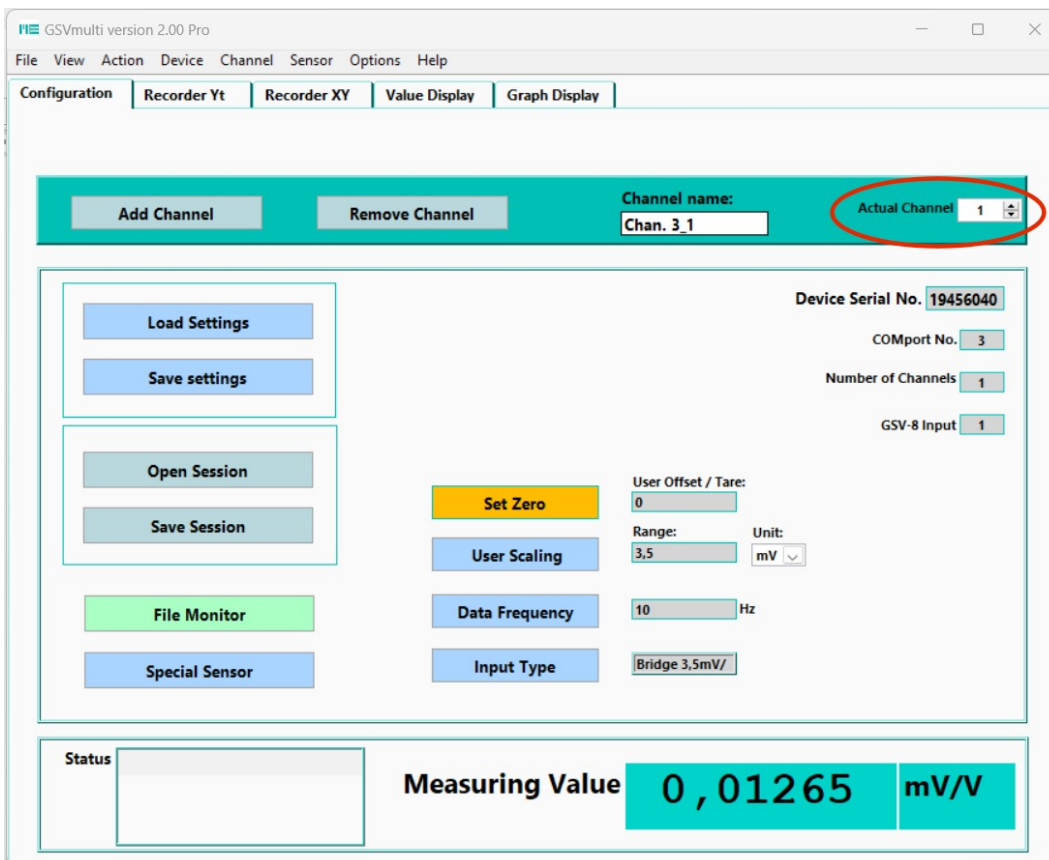 ME GSVmulti version 2.00 Pro
File View Action Device Channel Sensor Options Help
Configuration Recorder Yt Recorder XY Value Display Graph Display
Add Channel Remove Channel Channel name: Actual Channel 1
Chan. 3_1
Device Serial No. 19456040
Load Settings
COMport No. 3
Save settings
Number of Channels 1
GSV-8 Input 1
Open Session
User Offset / Tare:
Set Zero 0
Save Session
Range: Unit:
User Scaling 3,5 mV
File Monitor Data Frequency 10 Hz
Special Sensor Input Type Bridge 3,5mV/
Status
Measuring Value 0,01265 mV/V